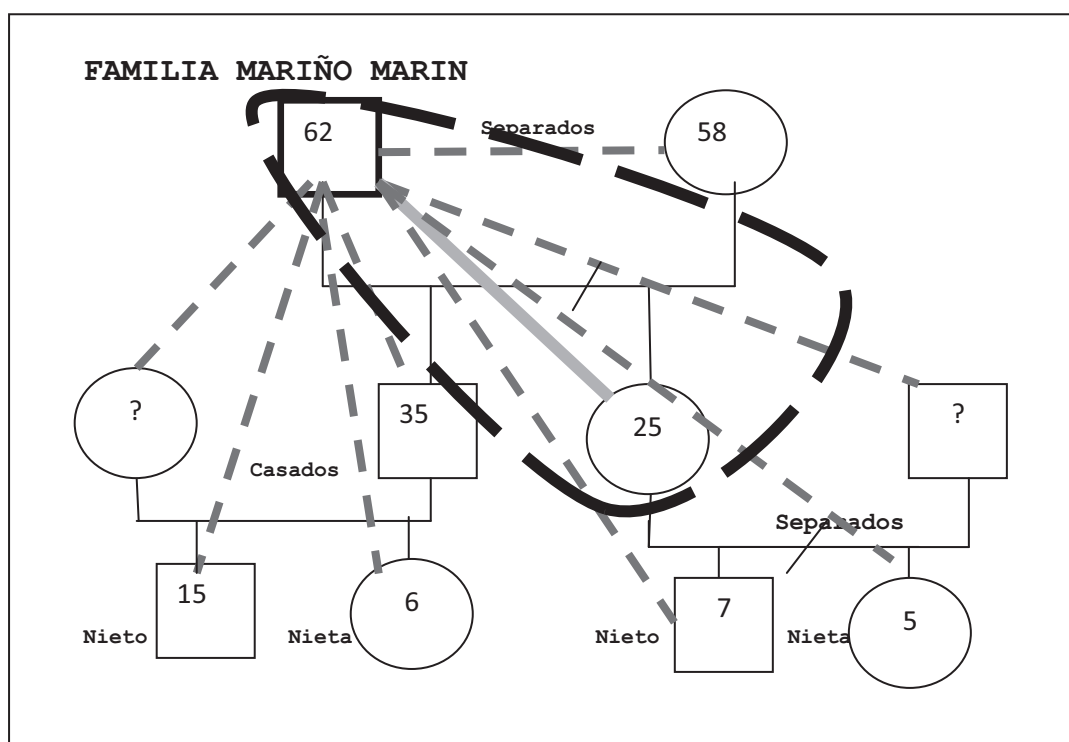 FAMILIA MARIÑO MARIN
62
Separados
58
?
35
25
?
Casados
Separados
15
6
7
5
Nieto
Nieta
Nieto
Nieta